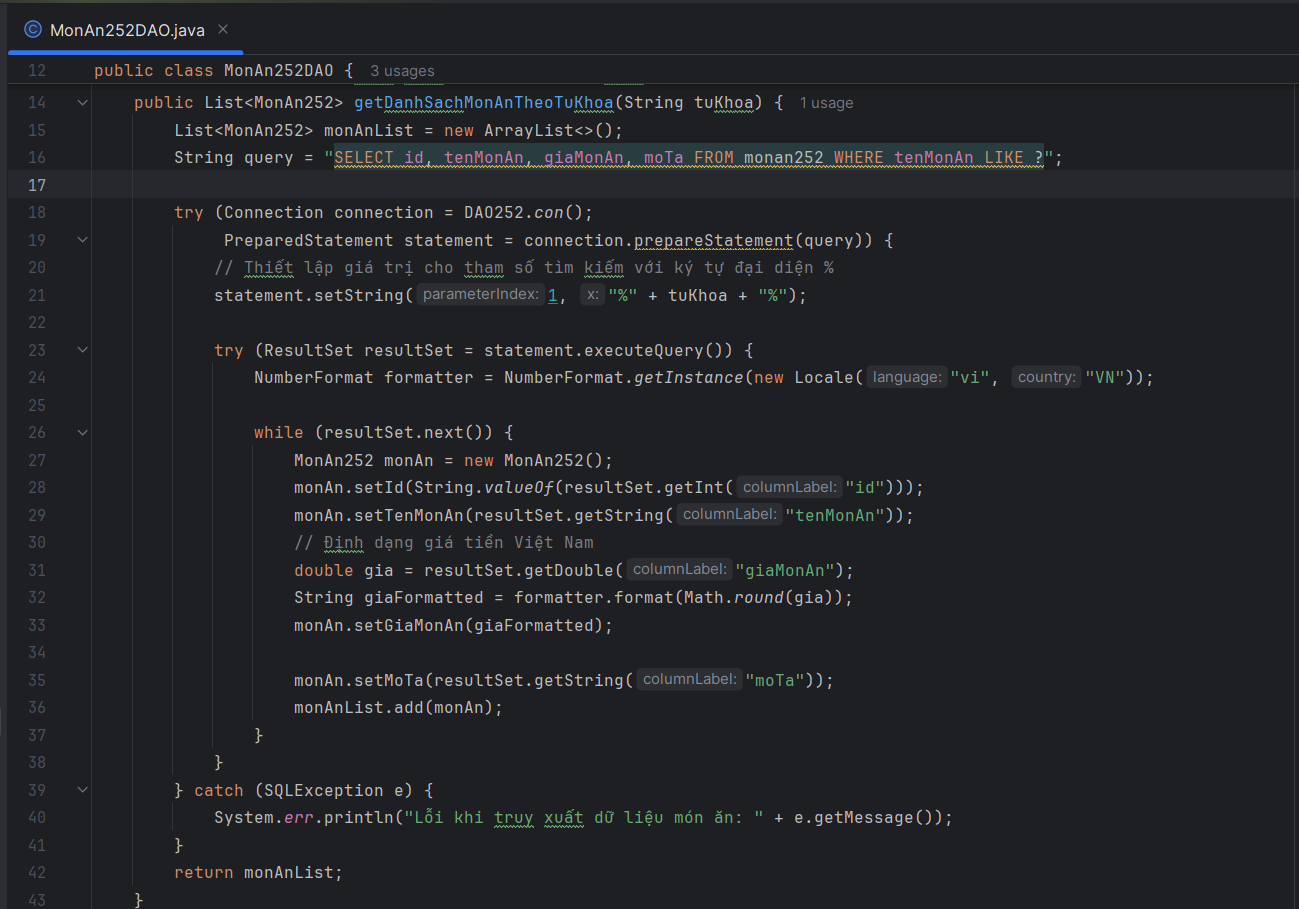 MonAn252DAO.java
12 public class MonAn252DAO { 3 usages
14 public List<MonAn252> getDanhSachMonAnTheoTuKhoa(String tuKhoa) { 1 usage
15 List<MonAn252> monAnList = new ArrayList<>();
16 String query = "SELECT id, tenMonAn, giaMonAn, moTa FROM monan252 WHERE tenMonAn LIKE ?";
17
18 try (Connection connection = DAO252.con();
19 PreparedStatement statement = connection.prepareStatement(query)) {
20 // Thiết lập giá trị cho tham số tìm kiếm với ký tự đại diện %
21 statement.setString( parameterIndex: 1, x: "%" + tuKhoa + "%");
22
23 try (ResultSet resultSet = statement.executeQuery()) {
24 NumberFormat formatter = NumberFormat.getInstance(new Locale( language: "vi", country: "VN"));
25
26 while (resultSet.next()) {
27 MonAn252 monAn = new MonAn252();
28 monAn.setId(String.valueOf(resultSet.getInt( columnLabel: "id")));
29 monAn.setTenMonAn(resultSet.getString( columnLabel: "tenMonAn"));
30 // Định dạng giá tiền Việt Nam
31 double gia = resultSet.getDouble( columnLabel: "giaMonAn");
32 String giaFormatted = formatter.format(Math.round(gia));
33 monAn.setGiaMonAn(giaFormatted);
34
35 monAn.setMoTa(resultSet.getString( columnLabel: "moTa"));
36 monAnList.add(monAn);
37 }
38 }
39 } catch (SQLException e) {
40 System.err.println("Lỗi khi truy xuất dữ liệu món ăn: " + e.getMessage());
41 }
42 return monAnList;
43 }